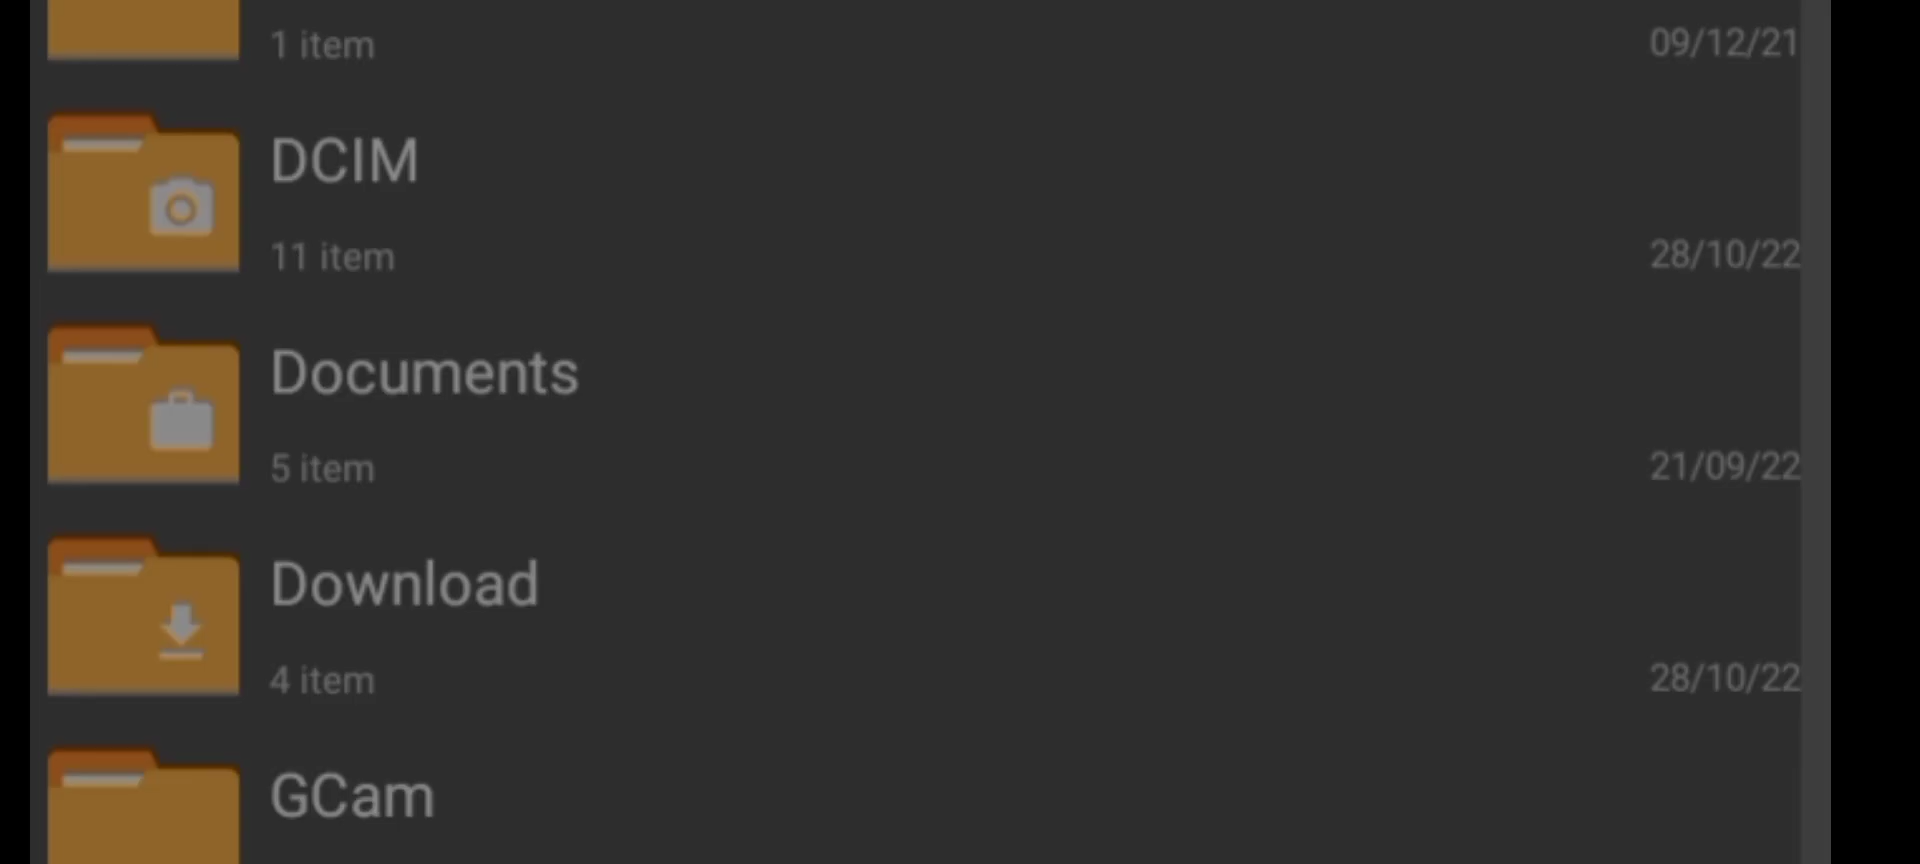 1 item 09/12/21
DCIM
11 item 28/10/22
Documents
5 item 21/09/22
Download
4 item 28/10/22
GCam